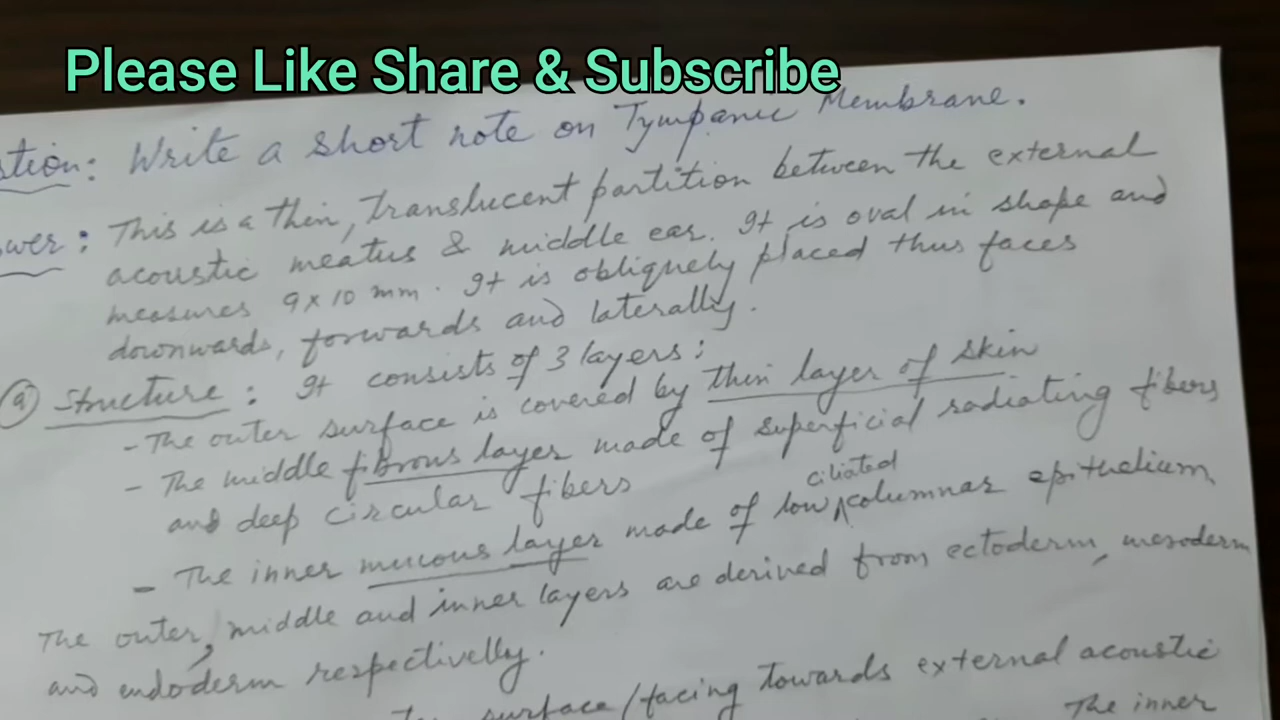 Please Like Share & Subscribe
stion: Write a short note on Tympanic Membrane.
wer: This is a thin, translucent partition between the external
acoustic meatus & middle ear. It is oval in shape and
measures 9x10 mm. It is obliquely placed thus faces
downwards, forwards and laterally.
(a) Structure: It consists of 3 layers:
- The outer surface is covered by thin layer of skin
- The middle fibrous layer made of superficial radiating fibers
and deep circular fibers
- The inner mucous layer made of low ciliated columnar epithelium
The outer, middle and inner layers are derived from ectoderm, mesoderm
and endoderm respectivelly.
surface/facing towards external acoustic
The inner